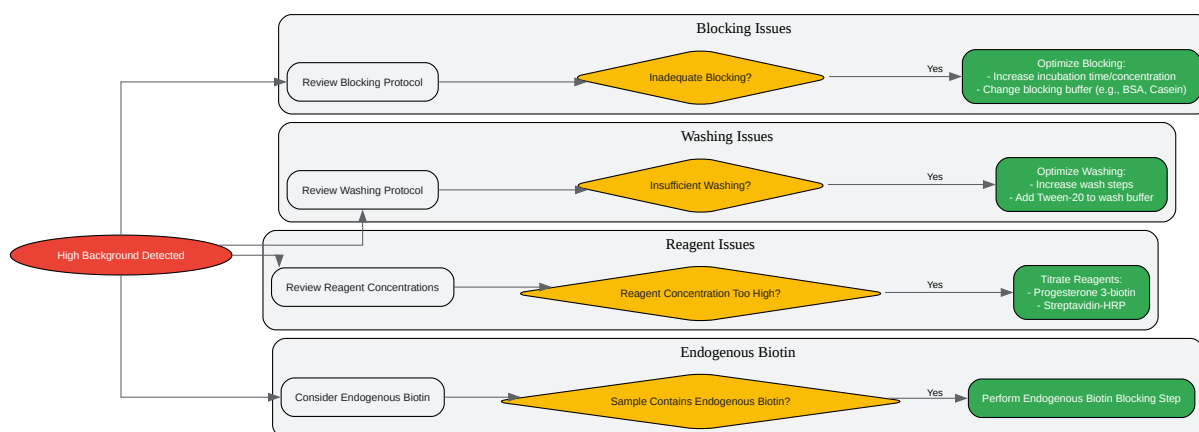 Blocking Issues
Review Blocking Protocol
Inadequate Blocking?
Yes
Optimize Blocking:
- Increase incubation time/concentration
- Change blocking buffer (e.g., BSA, Casein)
Washing Issues
Review Washing Protocol
Insufficient Washing?
Yes
Optimize Washing:
- Increase wash steps
- Add Tween-20 to wash buffer
High Background Detected
Reagent Issues
Review Reagent Concentrations
Reagent Concentration Too High?
Yes
Titrate Reagents:
- Progesterone 3-biotin
- Streptavidin-HRP
Endogenous Biotin
Consider Endogenous Biotin
Sample Contains Endogenous Biotin?
Yes
Perform Endogenous Biotin Blocking Step